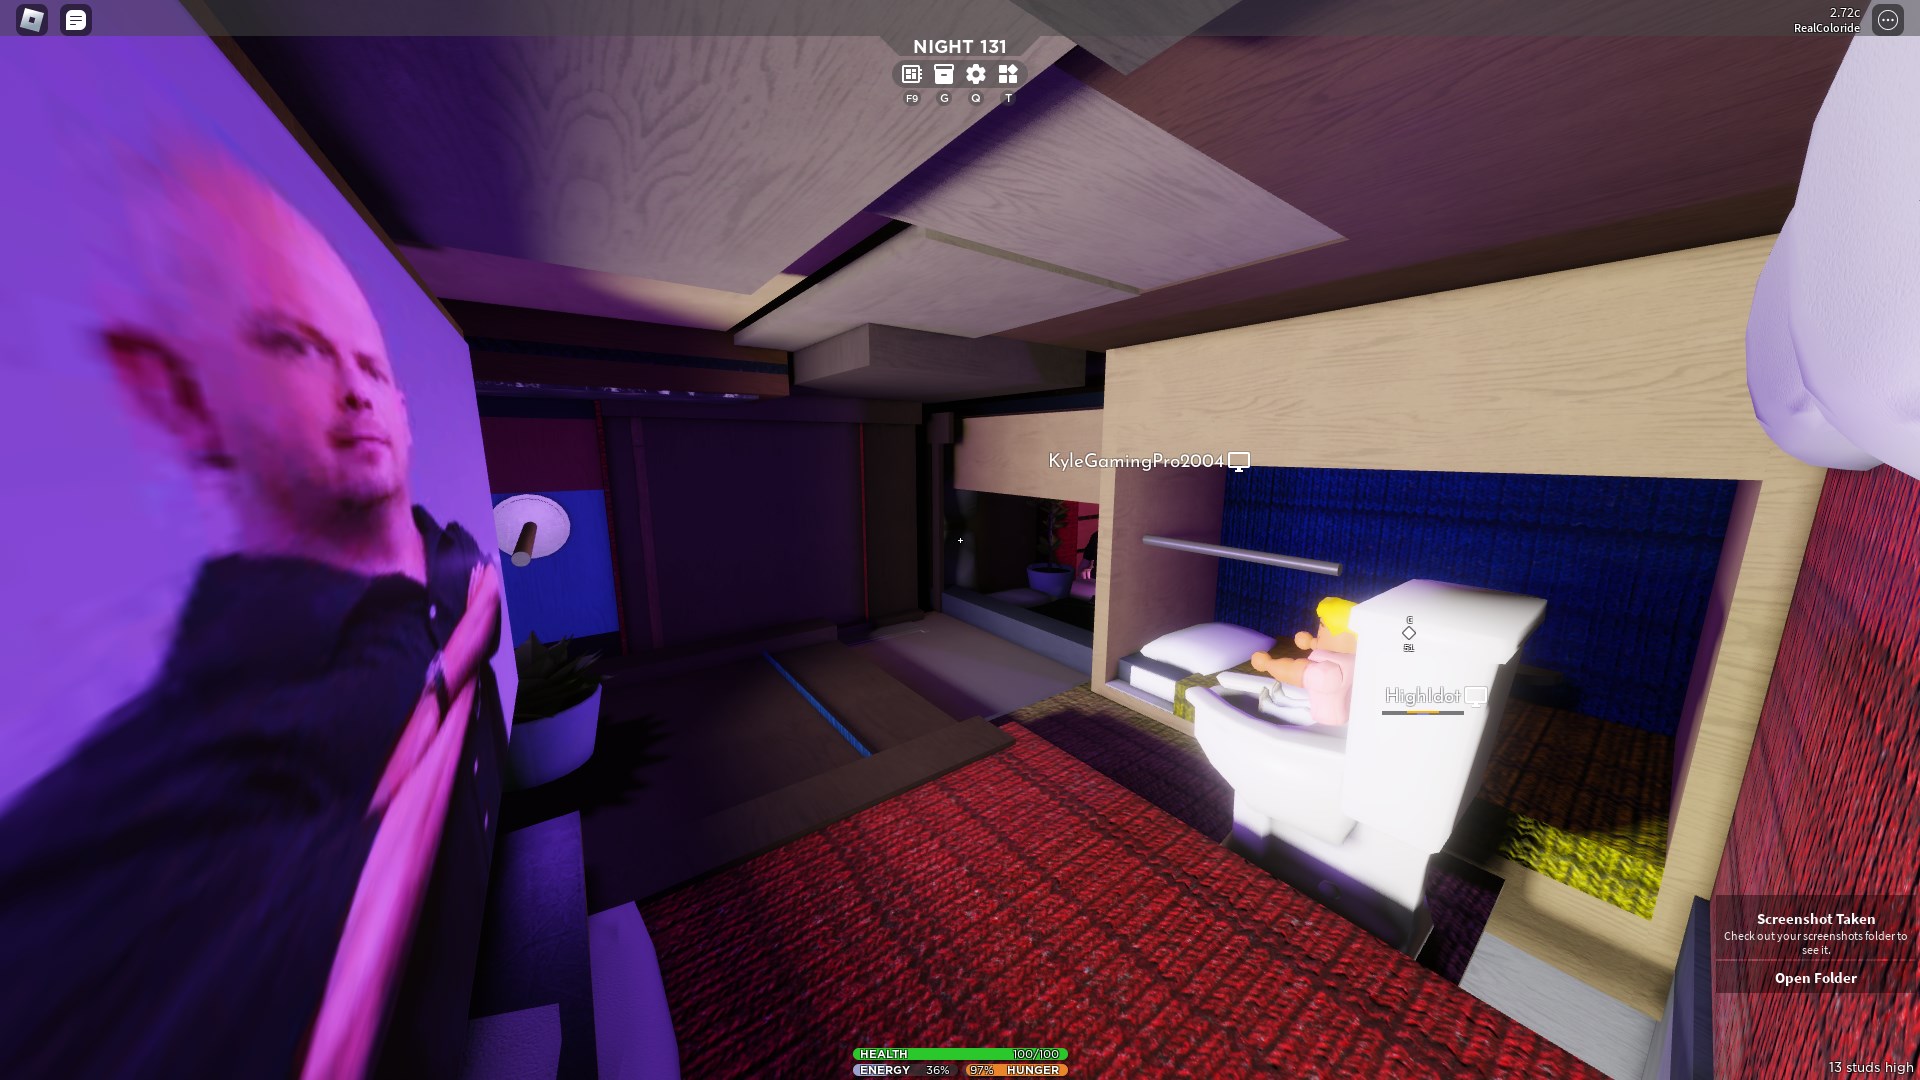 2.72c
RealColoride
NIGHT 131
F9 G Q T
KyleGamingPro2004
51
Highldot
Screenshot Taken
Check out your screenshots folder to
see it.
Open Folder
HEALTH 100/100
ENERGY 36% 97% HUNGER
13 studs high